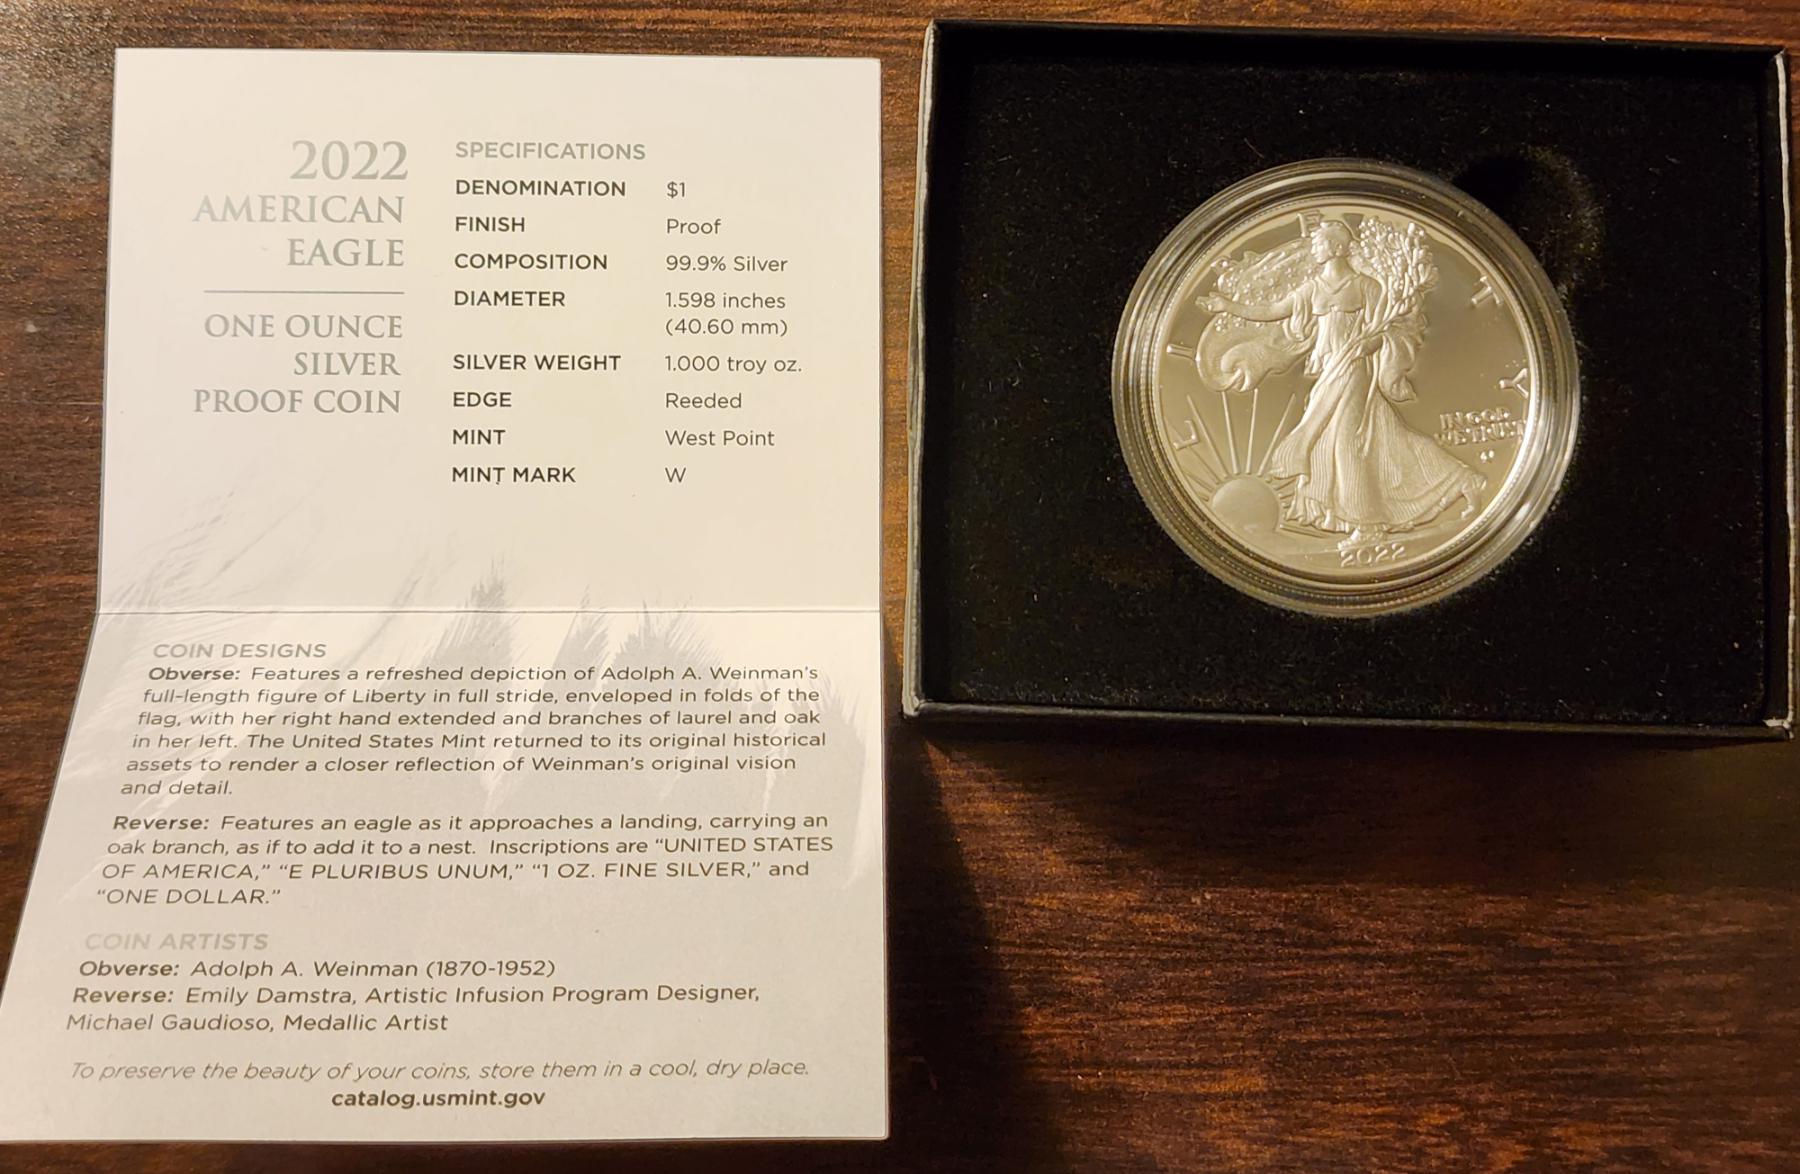 2022
AMERICAN
EAGLE
ONE OUNCE
SILVER
PROOF COIN
SPECIFICATIONS
DENOMINATION $1
FINISH Proof
COMPOSITION 99.9% Silver
DIAMETER 1.598 inches
(40.60 mm)
SILVER WEIGHT 1.000 troy oz.
EDGE Reeded
MINT West Point
MINT MARK W
COIN DESIGNS
Obverse: Features a refreshed depiction of Adolph A. Weinman's
full-length figure of Liberty in full stride, enveloped in folds of the
flag, with her right hand extended and branches of laurel and oak
in her left. The United States Mint returned to its original historical
assets to render a closer reflection of Weinman's original vision
and detail.
Reverse: Features an eagle as it approaches a landing, carrying an
oak branch, as if to add it to a nest. Inscriptions are “UNITED STATES
OF AMERICA,” “E PLURIBUS UNUM,” “1 OZ. FINE SILVER,” and
“ONE DOLLAR.”
COIN ARTISTS
Obverse: Adolph A. Weinman (1870-1952)
Reverse: Emily Damstra, Artistic Infusion Program Designer,
Michael Gaudioso, Medallic Artist
To preserve the beauty of your coins, store them in a cool, dry place.
catalog.usmint.gov
LIBERTY
IN GOD
WE TRUST
2022